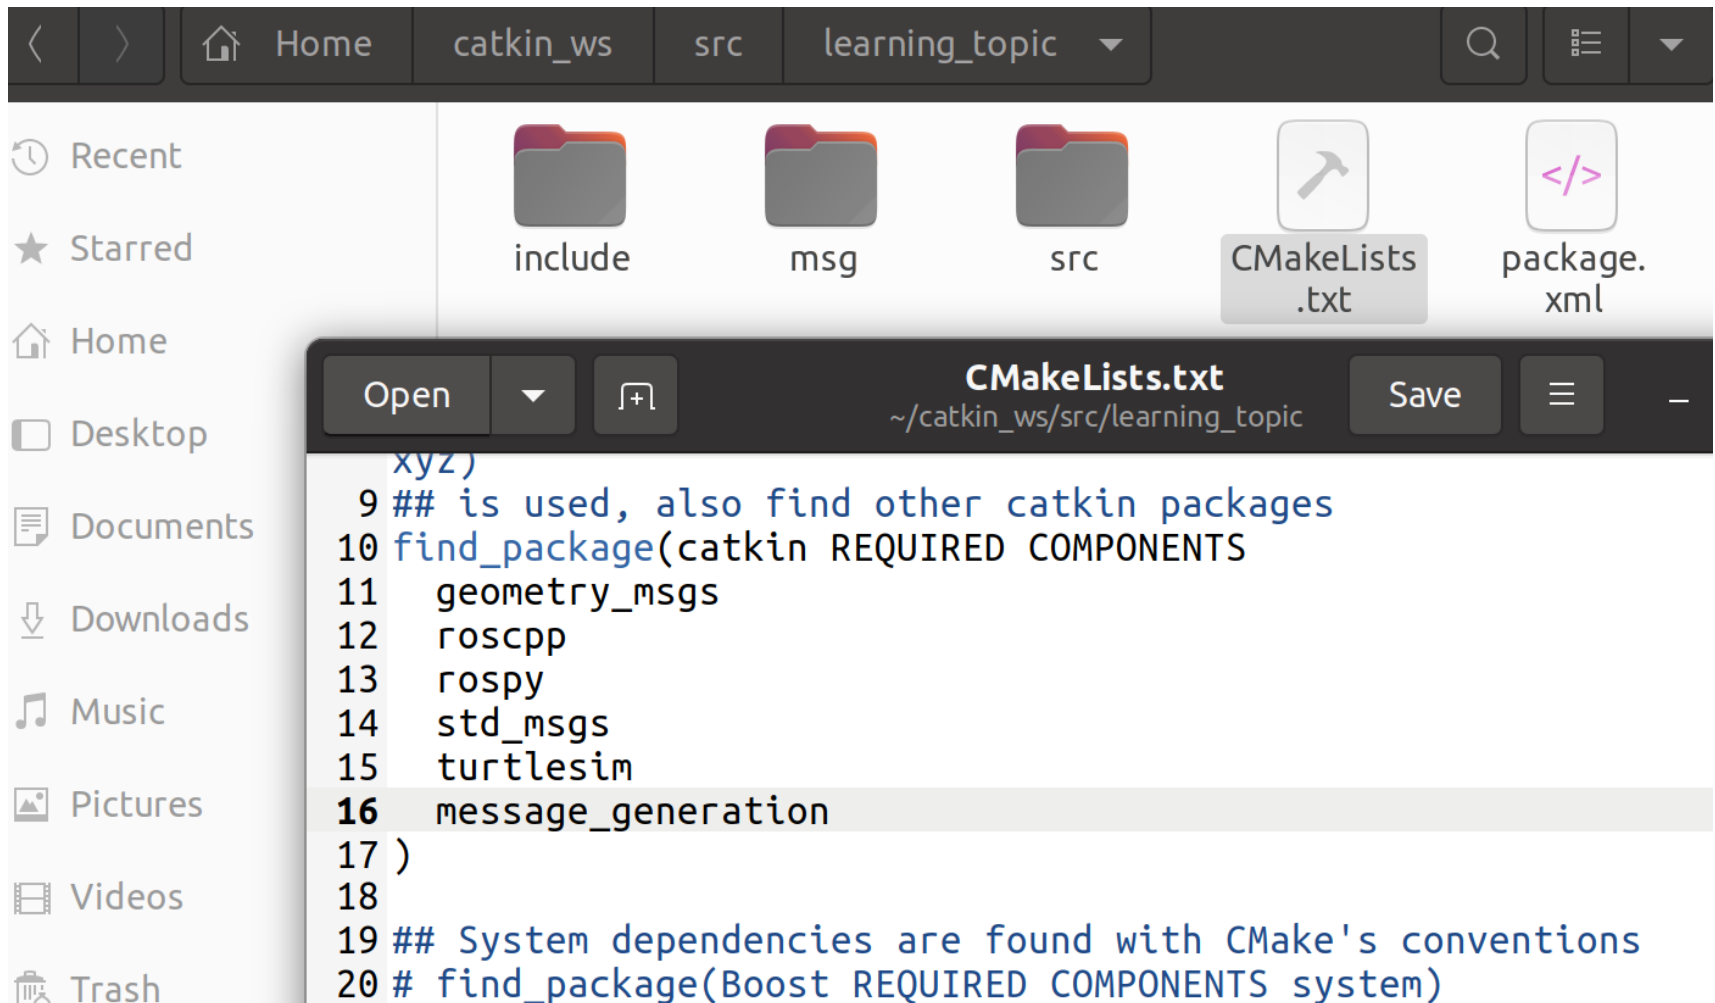 Home catkin_ws src learning_topic
Recent
Starred
Home
Desktop
Documents
Downloads
Music
Pictures
Videos
Trash
include
msg
src
CMakeLists
.txt
package.
xml
Open
CMakeLists.txt
~/catkin_ws/src/learning_topic
Save
xyz)
9 ## is used, also find other catkin packages
10 find_package(catkin REQUIRED COMPONENTS
11   geometry_msgs
12   roscpp
13   rospy
14   std_msgs
15   turtlesim
16   message_generation
17 )
18
19 ## System dependencies are found with CMake's conventions
20 # find_package(Boost REQUIRED COMPONENTS system)